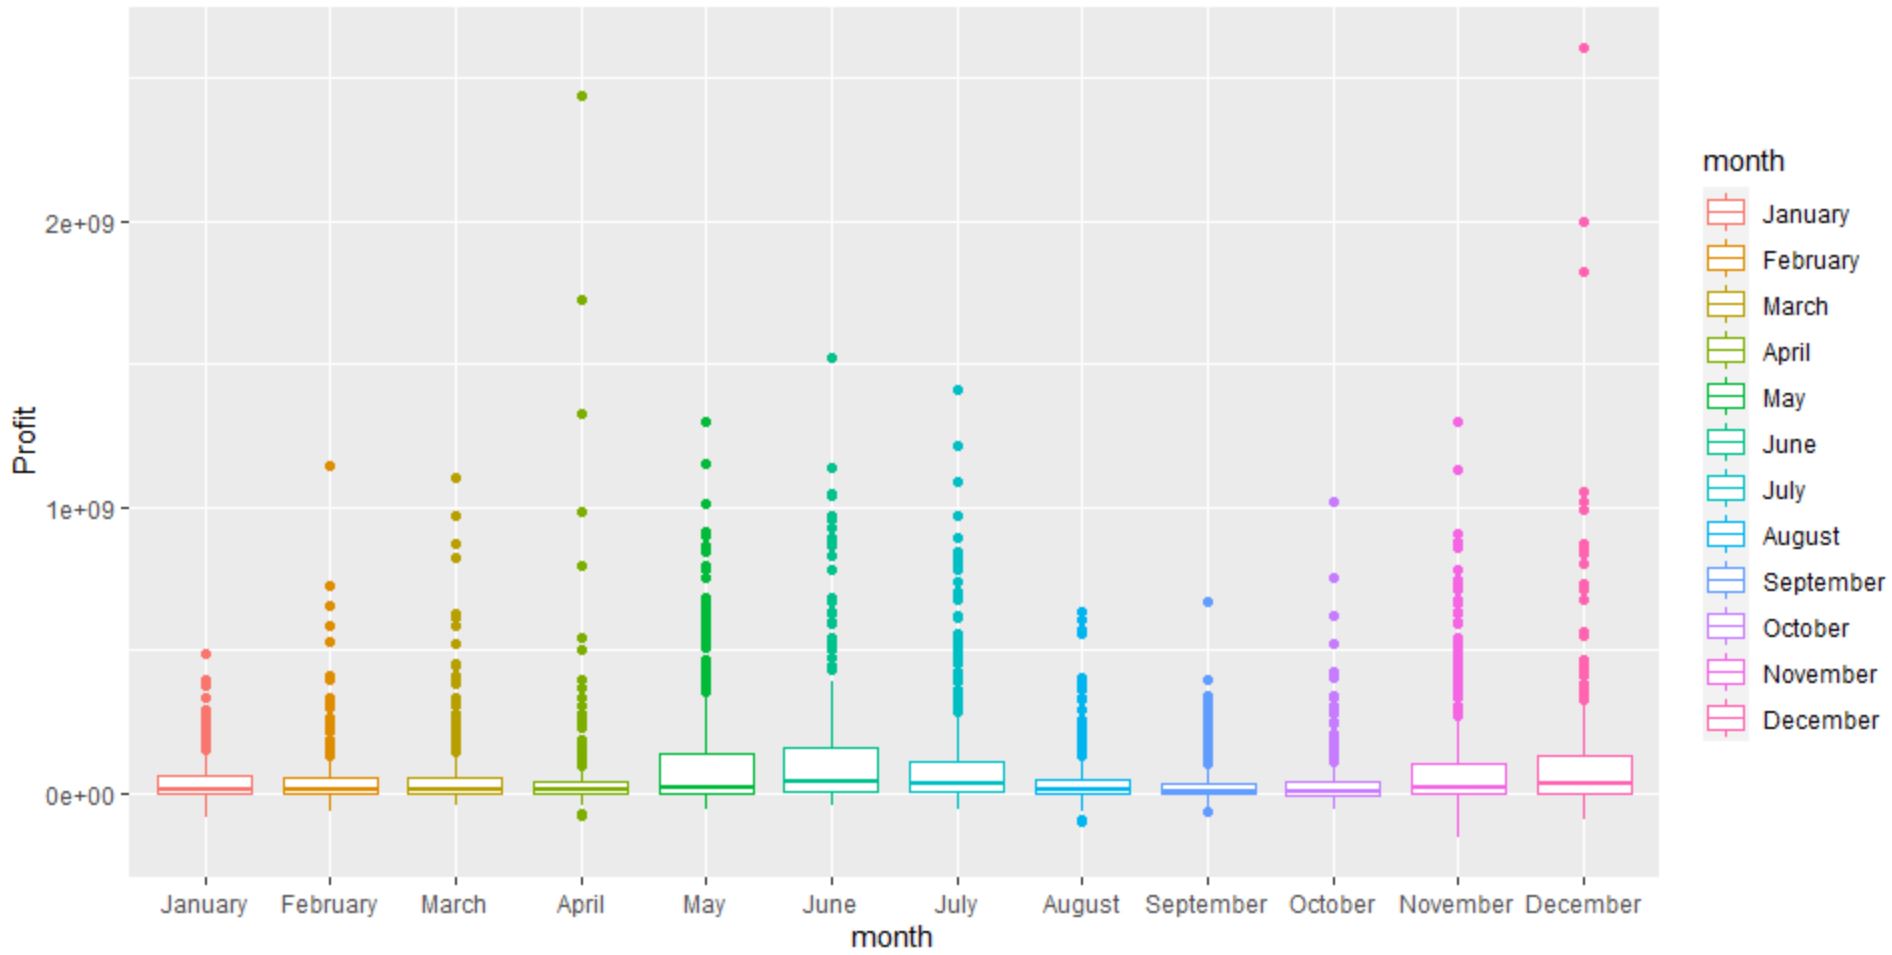 Profit
2e+09
1e+09
0e+00
January February March April May June July August September October November December
month
month
January
February
March
April
May
June
July
August
September
October
November
December